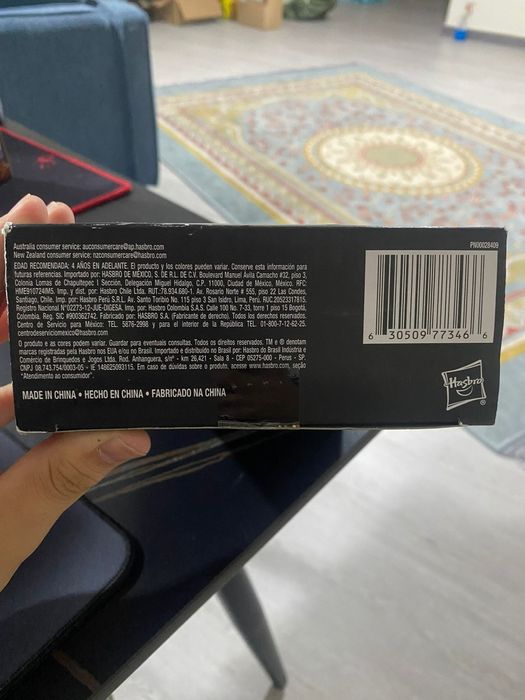 Australia consumer service: auconsumercare@ap.hasbro.com
New Zealand consumer service: nzconsumercare@ap.hasbro.com
EDAD RECOMENDADA: 4 AÑOS EN ADELANTE. El producto y los colores pueden variar. Conserve esta información para
futuras referencias. Importado por: HASBRO DE MÉXICO, S. DE R.L. DE C.V. Boulevard Manuel Ávila Camacho #32, piso 3,
Colonia Lomas de Chapultepec I Sección, Delegación Miguel Hidalgo, C.P. 11000, Ciudad de México, México. RFC:
HME9107244M5. Imp. y dist. por: Hasbro Chile Ltda. RUT.:78.934.680-1. Av. Rosario Norte # 555, piso 22 Las Condes,
Santiago, Chile. Imp. por: Hasbro Perú S.R.L. Av. Santo Toribio No. 115 piso 3 San Isidro, Lima, Perú. RUC 20523317815.
Registro Nacional N°02273-12-JUE-DIGESA. Imp. por: Hasbro Colombia S.A.S. Calle 100 No. 7-33, torre 1 piso 15 Bogotá,
Colombia. Reg. SIC #900362742. Fabricado por: HASBRO S.A. (Fabricante de derecho). Todos los derechos reservados.
Centro de Servicio para México: TEL. 5876-2998 y para el interior de la República TEL. 01-800-7-12-62-25.
centrodeserviciomexico@hasbro.com
O produto e as cores podem variar. Guardar para eventuais consultas. Todos os direitos reservados. TM e ® denotam
marcas registradas pela Hasbro nos EUA e/ou no Brasil. Importado e distribuído no Brasil por: Hasbro do Brasil Indústria e
Comércio de Brinquedos e Jogos Ltda, Rod. Anhanguera, s/nº - km 26,421 - Sala 8 - CEP 05275-000 - Perus - SP.
CNPJ 08.743.754/0003-05 - IE 148625093115. Em caso de dúvidas sobre o produto, acesse www.hasbro.com, seção
"Atendimento ao consumidor".
MADE IN CHINA • HECHO EN CHINA • FABRICADO NA CHINA
PN00028409
6 30509 77346 6
Hasbro
®